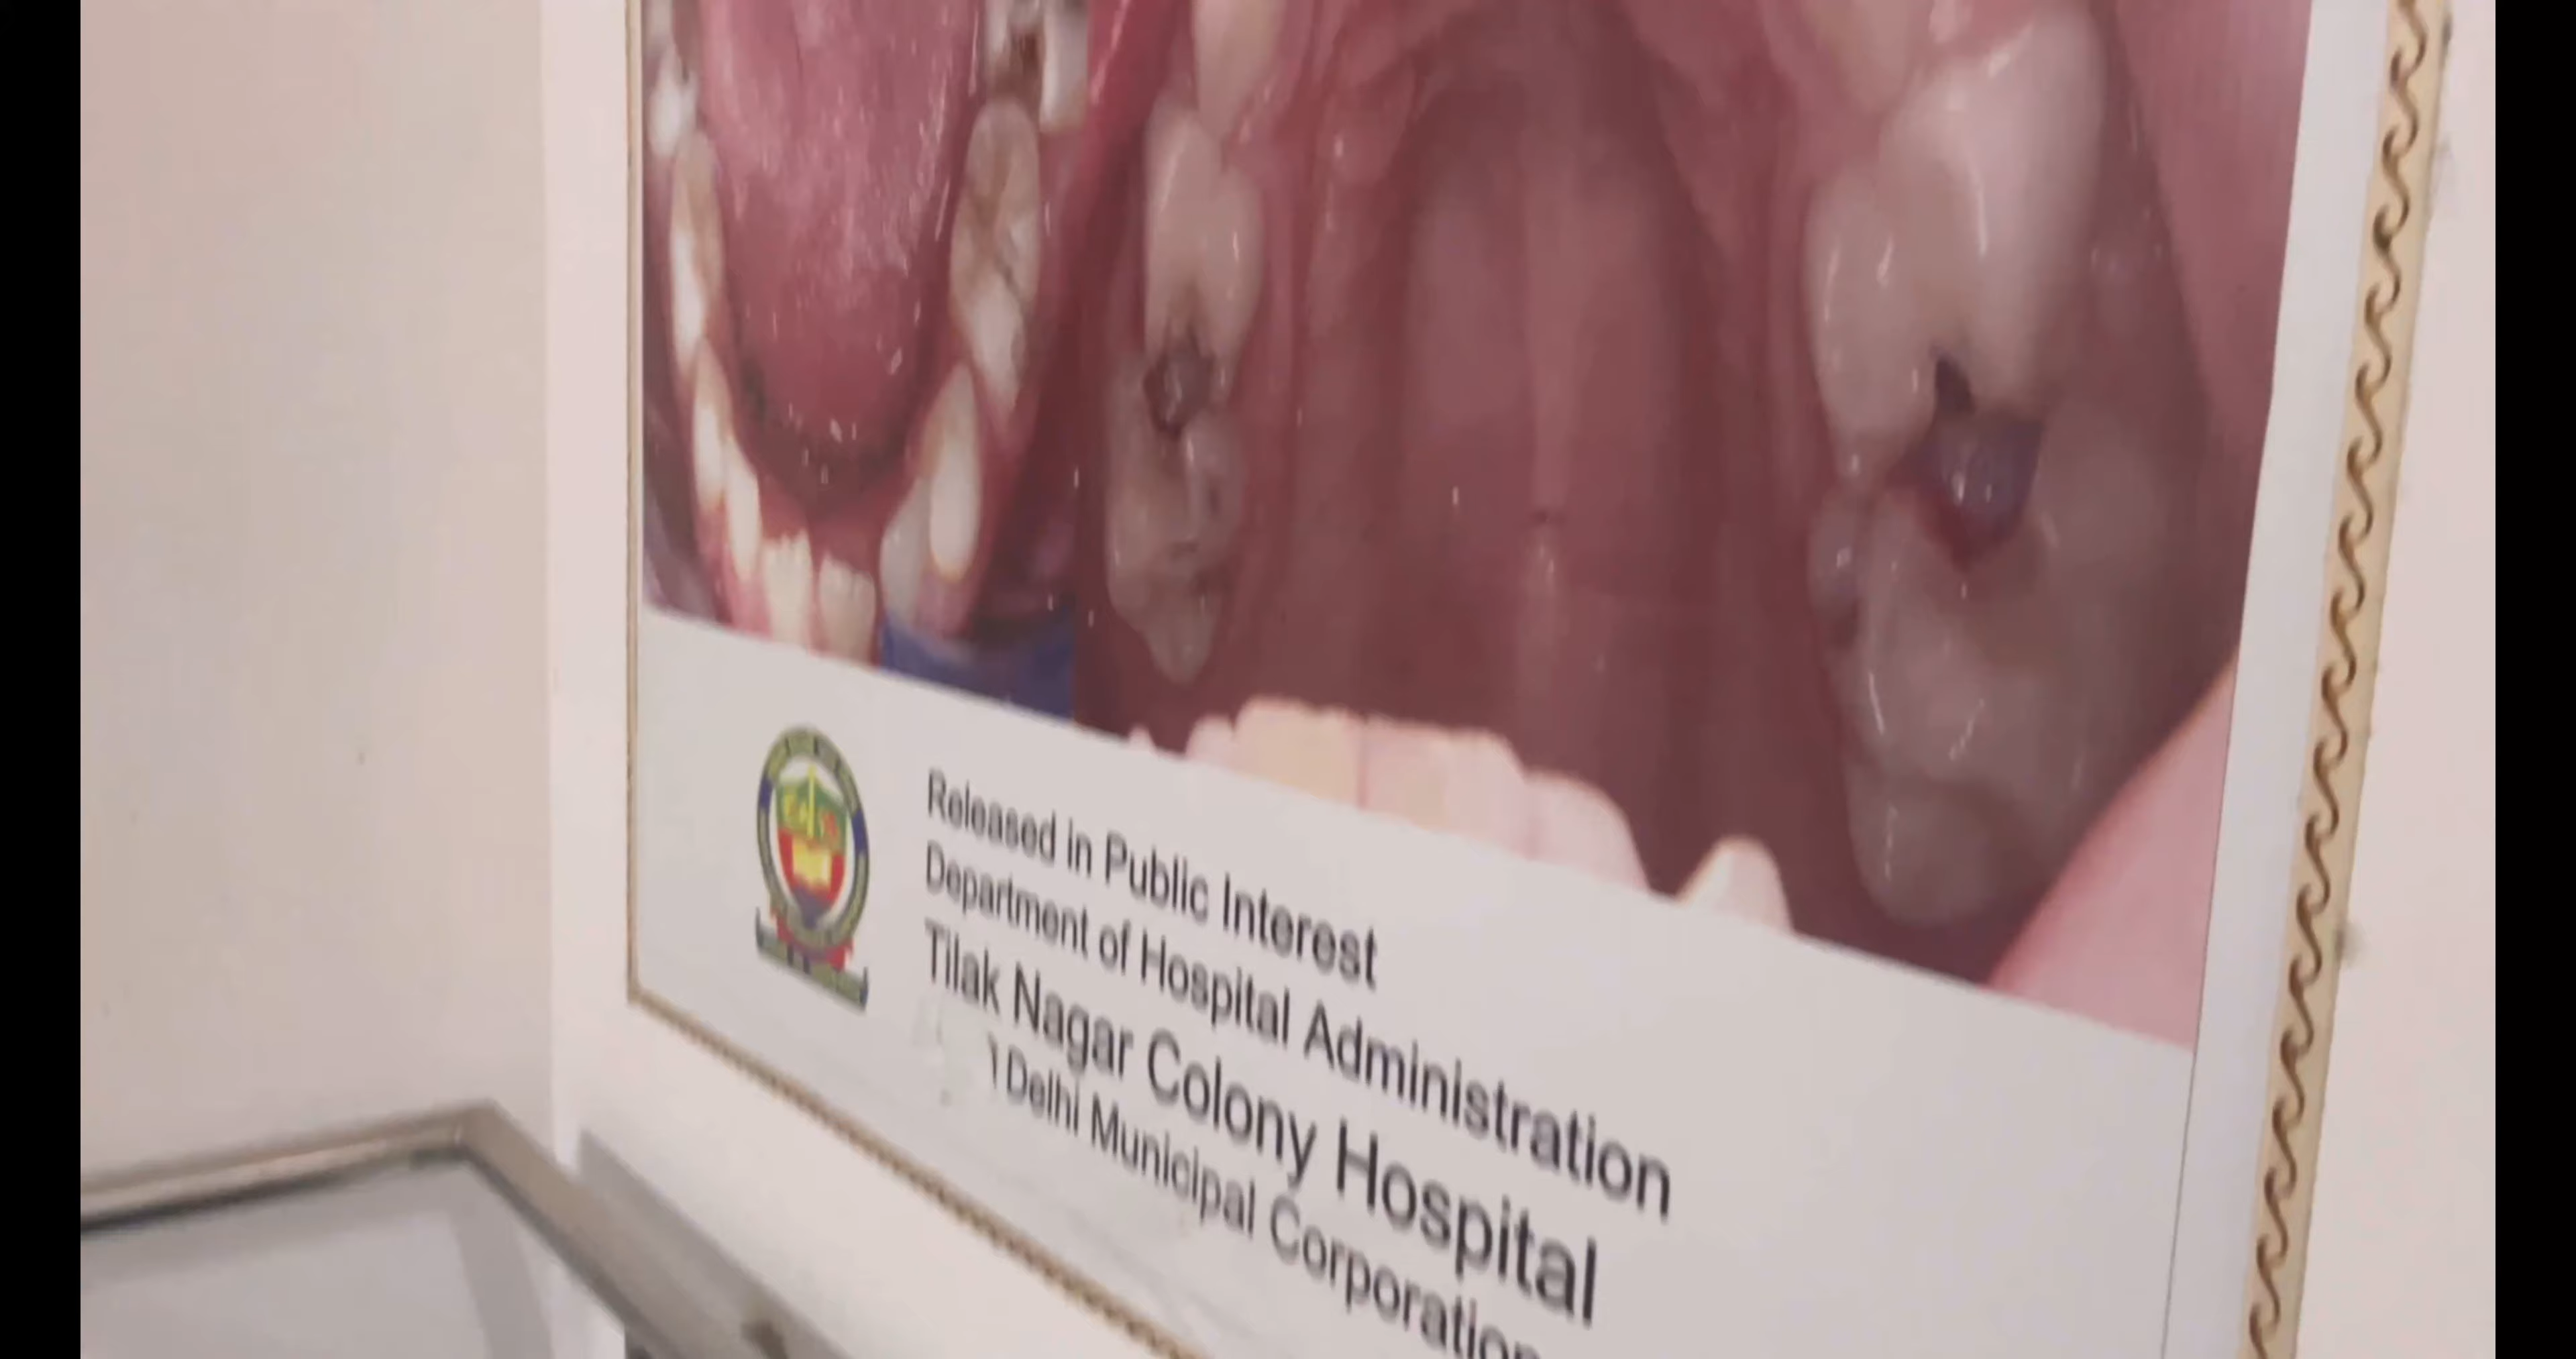 Released in Public Interest
Department of Hospital Administration
Tilak Nagar Colony Hospital
Delhi Municipal Corporation